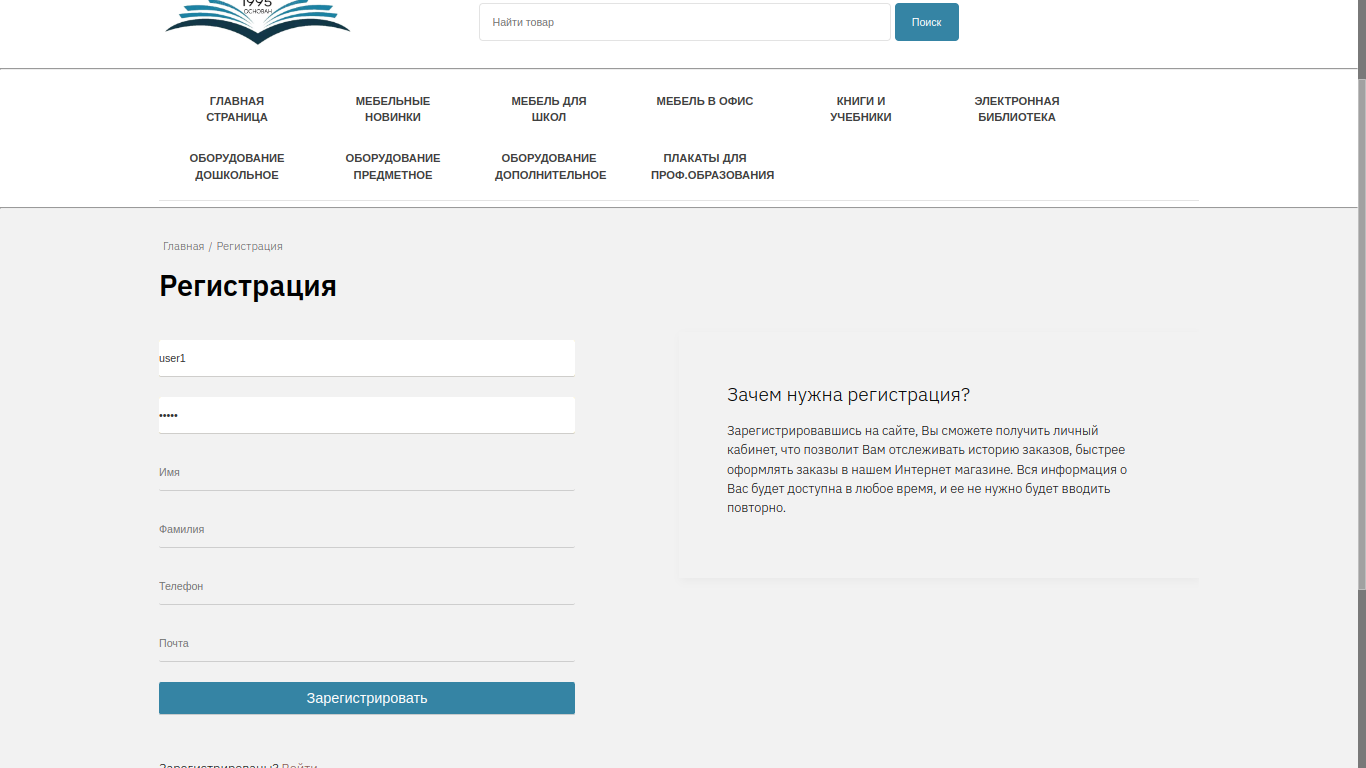 1995
ОСНОВАН
Найти товар
Поиск
ГЛАВНАЯ
СТРАНИЦА
МЕБЕЛЬНЫЕ
НОВИНКИ
МЕБЕЛЬ ДЛЯ
ШКОЛ
МЕБЕЛЬ В ОФИС
КНИГИ И
УЧЕБНИКИ
ЭЛЕКТРОННАЯ
БИБЛИОТЕКА
ОБОРУДОВАНИЕ
ДОШКОЛЬНОЕ
ОБОРУДОВАНИЕ
ПРЕДМЕТНОЕ
ОБОРУДОВАНИЕ
ДОПОЛНИТЕЛЬНОЕ
ПЛАКАТЫ ДЛЯ
ПРОФ.ОБРАЗОВАНИЯ
Главная / Регистрация
Регистрация
user1
•••••
Имя
Фамилия
Телефон
Почта
Зарегистрировать
Зарегистрированы? Войти
Зачем нужна регистрация?
Зарегистрировавшись на сайте, Вы сможете получить личный
кабинет, что позволит Вам отслеживать историю заказов, быстрее
оформлять заказы в нашем Интернет магазине. Вся информация о
Вас будет доступна в любое время, и ее не нужно будет вводить
повторно.